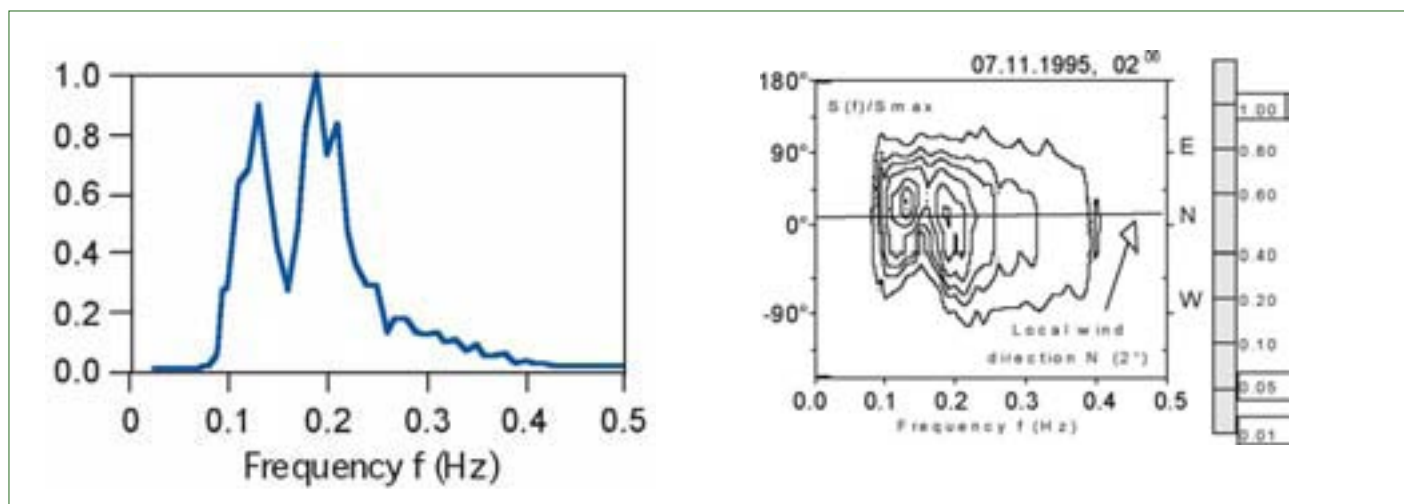 1.0
0.8
0.6
0.4
0.2
0.0
0 0.1 0.2 0.3 0.4 0.5
Frequency f (Hz)
07.11.1995, 02⁰⁰
180°
90°
0°
-90°
S(f)/Smax
E
N
W
Local wind
direction N (2°)
0.0 0.1 0.2 0.3 0.4 0.5
Frequency f (Hz)
1.00
0.80
0.60
0.40
0.20
0.10
0.05
0.01